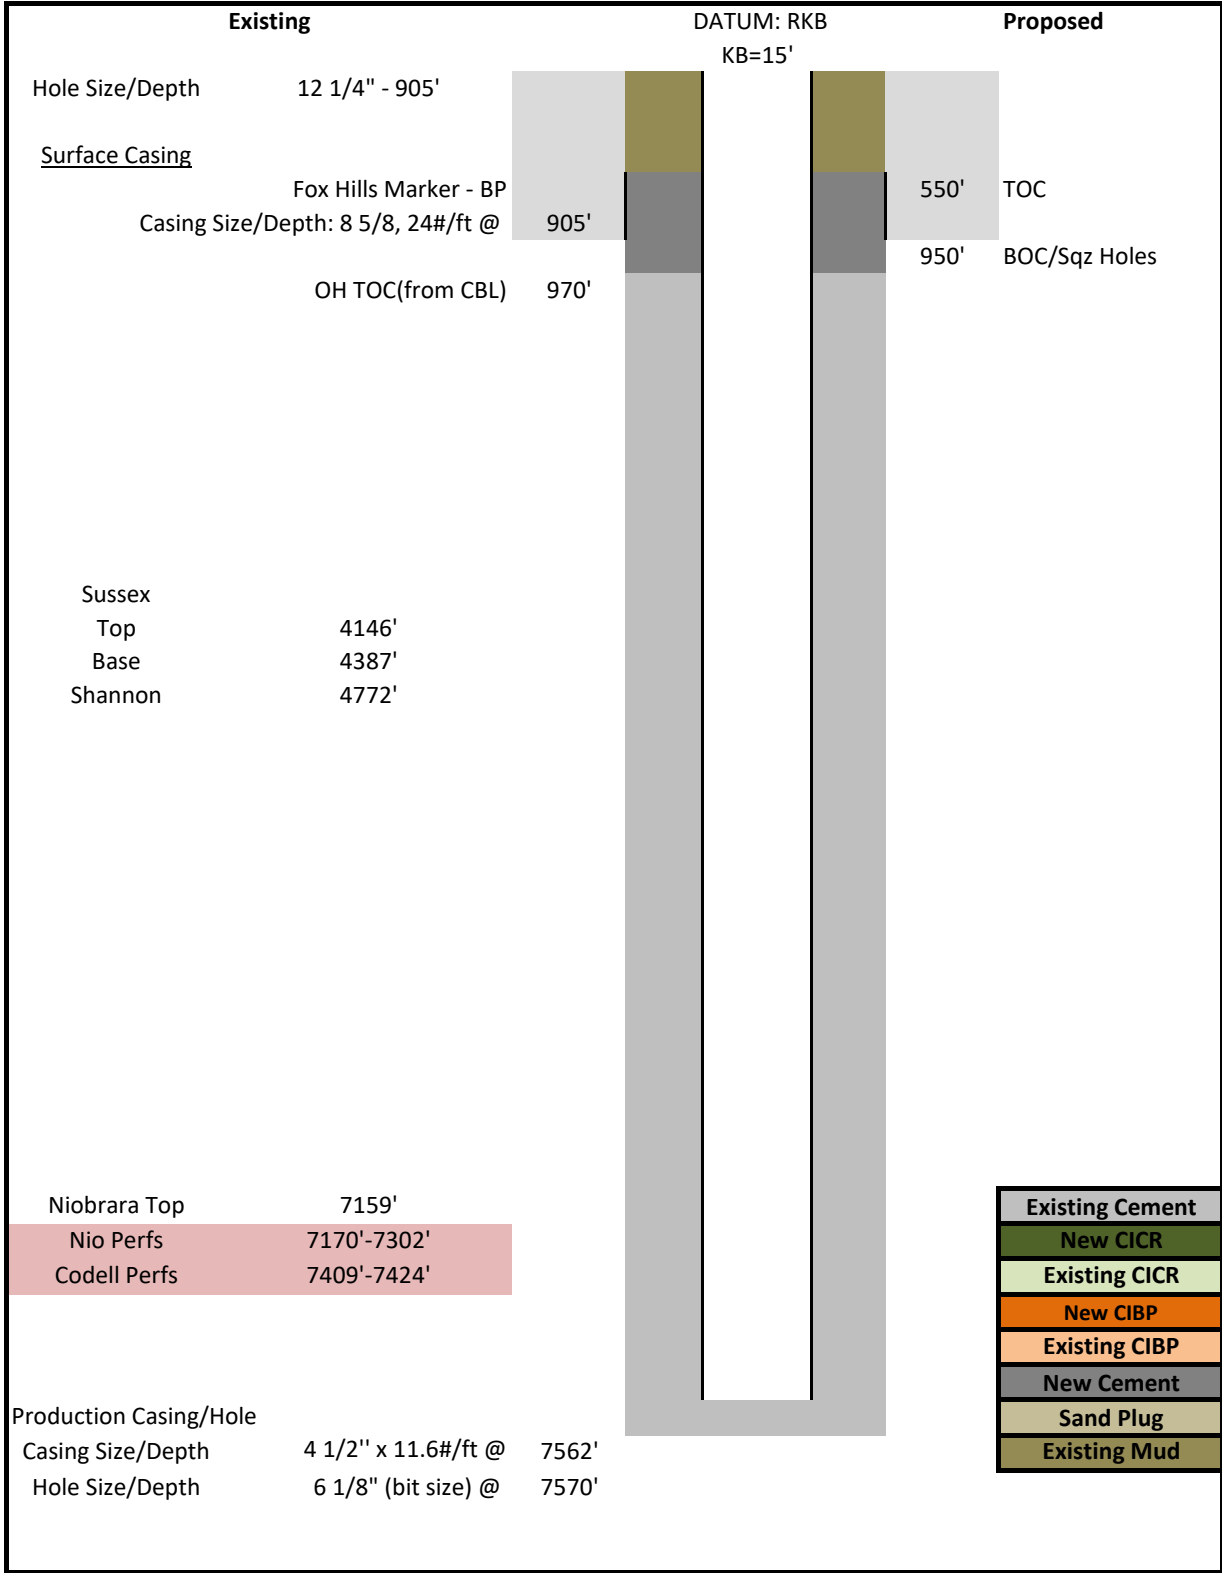 Existing DATUM: RKB Proposed
KB=15'
Hole Size/Depth 12 1/4" - 905'
Surface Casing
Fox Hills Marker - BP 550' TOC
Casing Size/Depth: 8 5/8, 24#/ft @ 905'
950' BOC/Sqz Holes
OH TOC(from CBL) 970'
Sussex
Top 4146'
Base 4387'
Shannon 4772'
Niobrara Top 7159' Existing Cement
Nio Perfs 7170'-7302' New CICR
Codell Perfs 7409'-7424' Existing CICR
New CIBP
Existing CIBP
New Cement
Production Casing/Hole Sand Plug
Casing Size/Depth 4 1/2'' x 11.6#/ft @ 7562' Existing Mud
Hole Size/Depth 6 1/8" (bit size) @ 7570'